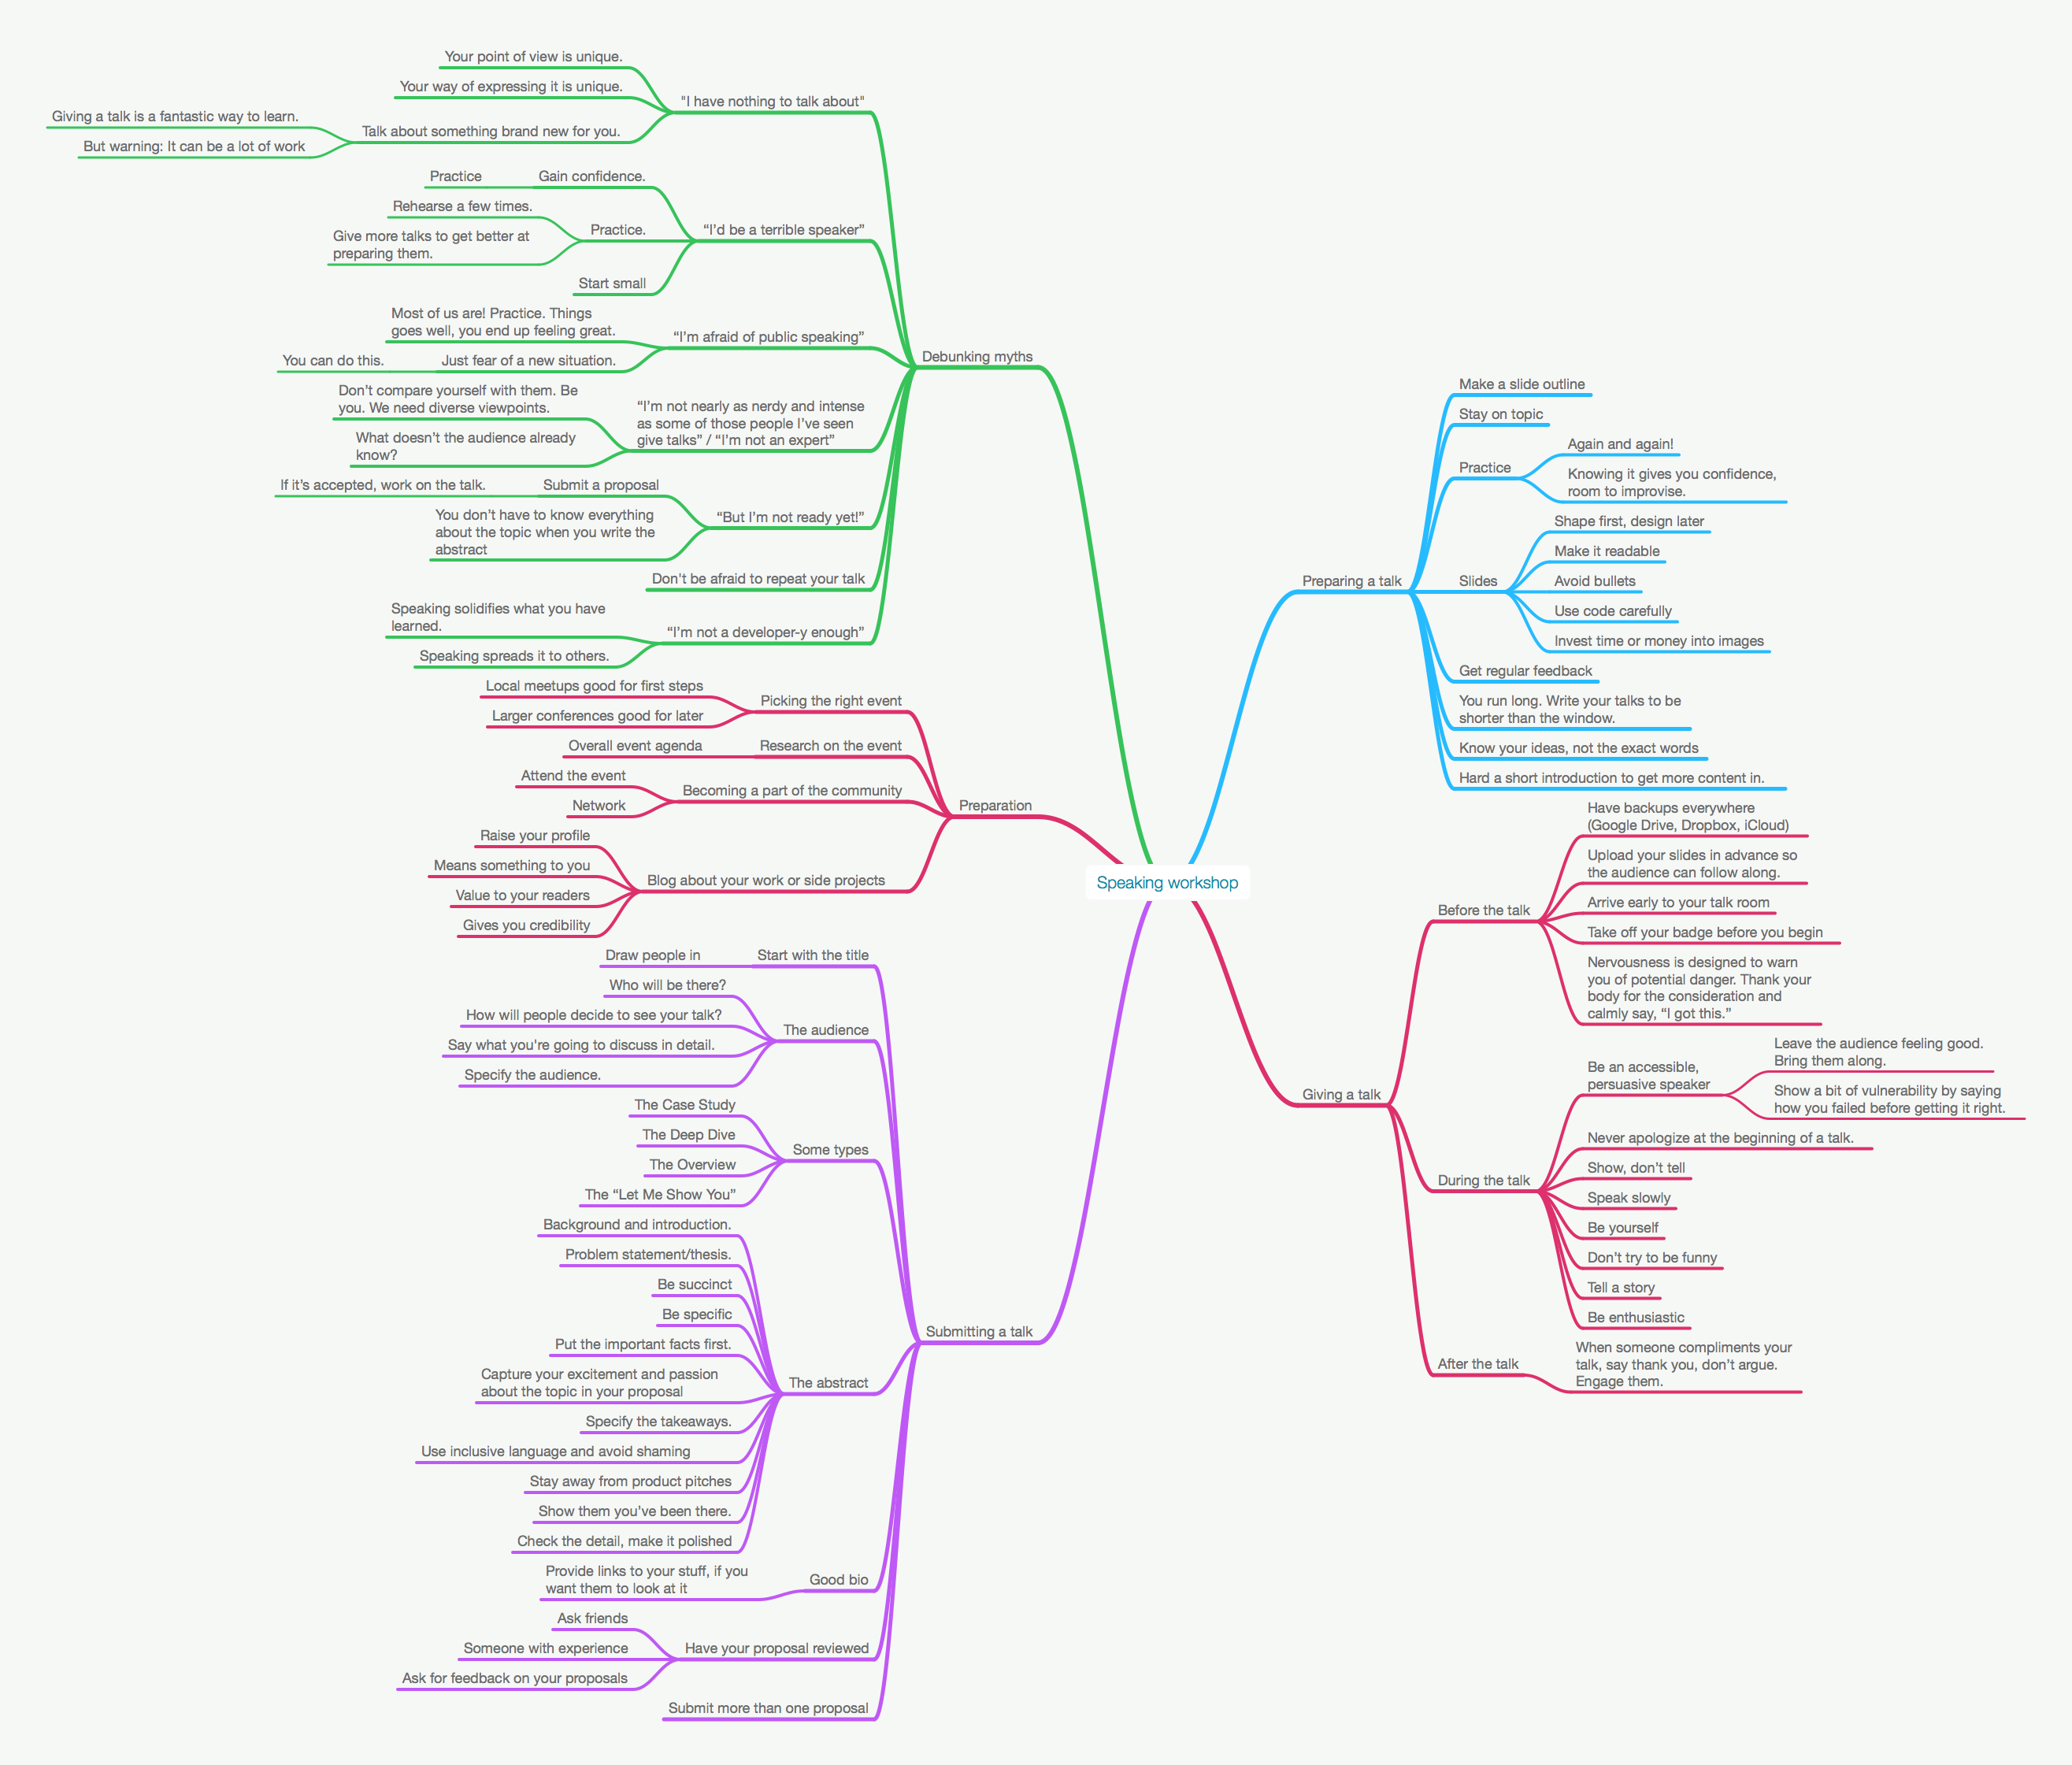 Speaking workshop
Debunking myths
"I have nothing to talk about"
Your point of view is unique.
Your way of expressing it is unique.
Talk about something brand new for you.
Giving a talk is a fantastic way to learn.
But warning: It can be a lot of work
“I’d be a terrible speaker”
Gain confidence.
Practice
Practice.
Rehearse a few times.
Give more talks to get better at
preparing them.
Start small
“I’m afraid of public speaking”
Most of us are! Practice. Things
goes well, you end up feeling great.
Just fear of a new situation.
You can do this.
“I’m not nearly as nerdy and intense
as some of those people I’ve seen
give talks” / “I’m not an expert”
Don’t compare yourself with them. Be
you. We need diverse viewpoints.
What doesn’t the audience already
know?
“But I’m not ready yet!”
Submit a proposal
If it’s accepted, work on the talk.
You don’t have to know everything
about the topic when you write the
abstract
Don't be afraid to repeat your talk
“I’m not a developer-y enough”
Speaking solidifies what you have
learned.
Speaking spreads it to others.
Preparation
Picking the right event
Local meetups good for first steps
Larger conferences good for later
Research on the event
Overall event agenda
Becoming a part of the community
Attend the event
Network
Blog about your work or side projects
Raise your profile
Means something to you
Value to your readers
Gives you credibility
Submitting a talk
Start with the title
Draw people in
The audience
Who will be there?
How will people decide to see your talk?
Say what you're going to discuss in detail.
Specify the audience.
Some types
The Case Study
The Deep Dive
The Overview
The “Let Me Show You”
The abstract
Background and introduction.
Problem statement/thesis.
Be succinct
Be specific
Put the important facts first.
Capture your excitement and passion
about the topic in your proposal
Specify the takeaways.
Use inclusive language and avoid shaming
Stay away from product pitches
Show them you’ve been there.
Check the detail, make it polished
Good bio
Provide links to your stuff, if you
want them to look at it
Have your proposal reviewed
Ask friends
Someone with experience
Ask for feedback on your proposals
Submit more than one proposal
Preparing a talk
Make a slide outline
Stay on topic
Practice
Again and again!
Knowing it gives you confidence,
room to improvise.
Slides
Shape first, design later
Make it readable
Avoid bullets
Use code carefully
Invest time or money into images
Get regular feedback
You run long. Write your talks to be
shorter than the window.
Know your ideas, not the exact words
Hard a short introduction to get more content in.
Giving a talk
Before the talk
Have backups everywhere
(Google Drive, Dropbox, iCloud)
Upload your slides in advance so
the audience can follow along.
Arrive early to your talk room
Take off your badge before you begin
Nervousness is designed to warn
you of potential danger. Thank your
body for the consideration and
calmly say, “I got this.”
During the talk
Be an accessible,
persuasive speaker
Leave the audience feeling good.
Bring them along.
Show a bit of vulnerability by saying
how you failed before getting it right.
Never apologize at the beginning of a talk.
Show, don’t tell
Speak slowly
Be yourself
Don’t try to be funny
Tell a story
Be enthusiastic
After the talk
When someone compliments your
talk, say thank you, don’t argue.
Engage them.